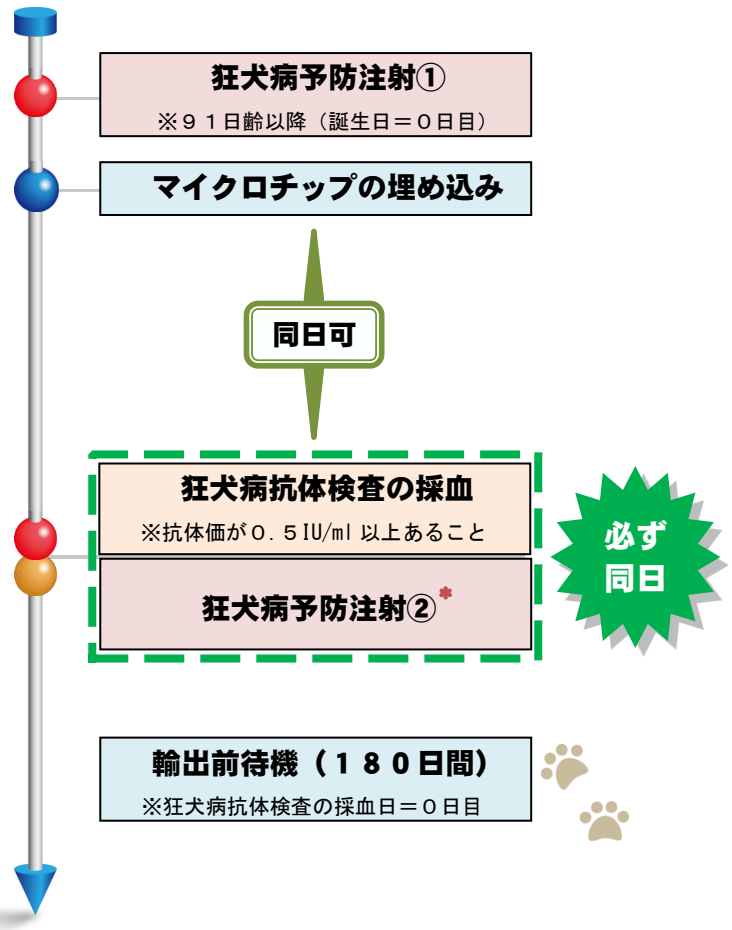 狂犬病予防注射①
※９１日齢以降（誕生日＝０日目）
マイクロチップの埋め込み
同日可
狂犬病抗体検査の採血
※抗体価が０．５IU/ml 以上あること
狂犬病予防注射②*
必ず
同日
輸出前待機（１８０日間）
※狂犬病抗体検査の採血日＝０日目